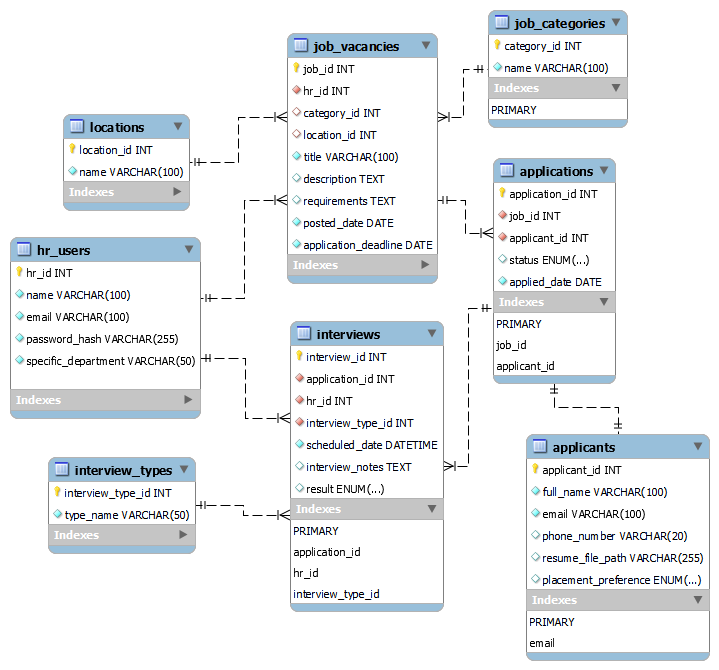 job_vacancies
job_id INT
hr_id INT
category_id INT
location_id INT
title VARCHAR(100)
description TEXT
requirements TEXT
posted_date DATE
application_deadline DATE
Indexes
job_categories
category_id INT
name VARCHAR(100)
Indexes
PRIMARY
locations
location_id INT
name VARCHAR(100)
Indexes
applications
application_id INT
job_id INT
applicant_id INT
status ENUM(...)
applied_date DATE
Indexes
PRIMARY
job_id
applicant_id
hr_users
hr_id INT
name VARCHAR(100)
email VARCHAR(100)
password_hash VARCHAR(255)
specific_department VARCHAR(50)
Indexes
interviews
interview_id INT
application_id INT
hr_id INT
interview_type_id INT
scheduled_date DATETIME
interview_notes TEXT
result ENUM(...)
Indexes
PRIMARY
application_id
hr_id
interview_type_id
interview_types
interview_type_id INT
type_name VARCHAR(50)
Indexes
applicants
applicant_id INT
full_name VARCHAR(100)
email VARCHAR(100)
phone_number VARCHAR(20)
resume_file_path VARCHAR(255)
placement_preference ENUM(...)
Indexes
PRIMARY
email